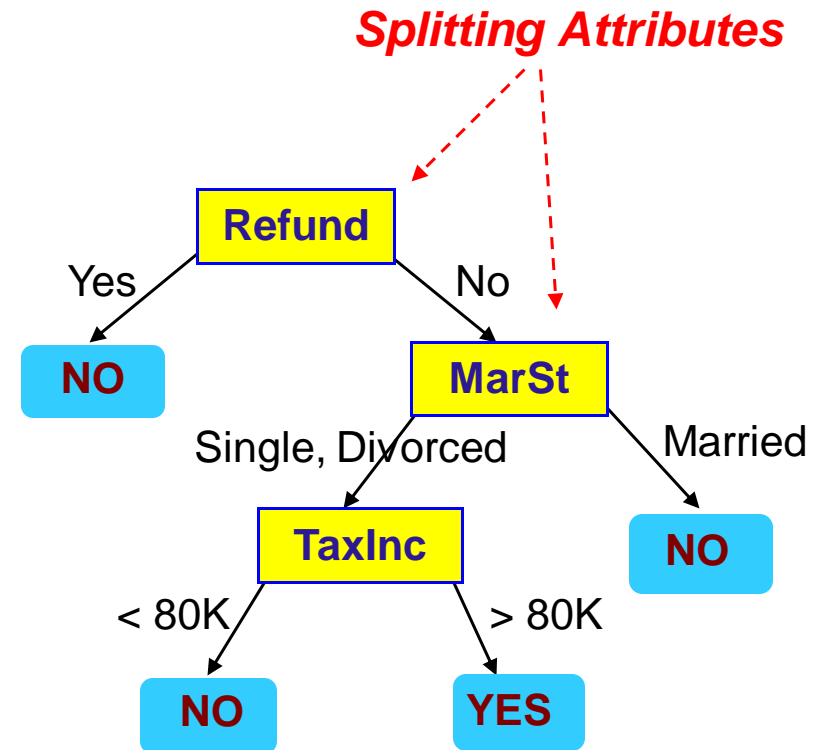 Splitting Attributes
Refund
Yes
No
NO
MarSt
Single, Divorced
Married
TaxInc
NO
< 80K
> 80K
NO
YES